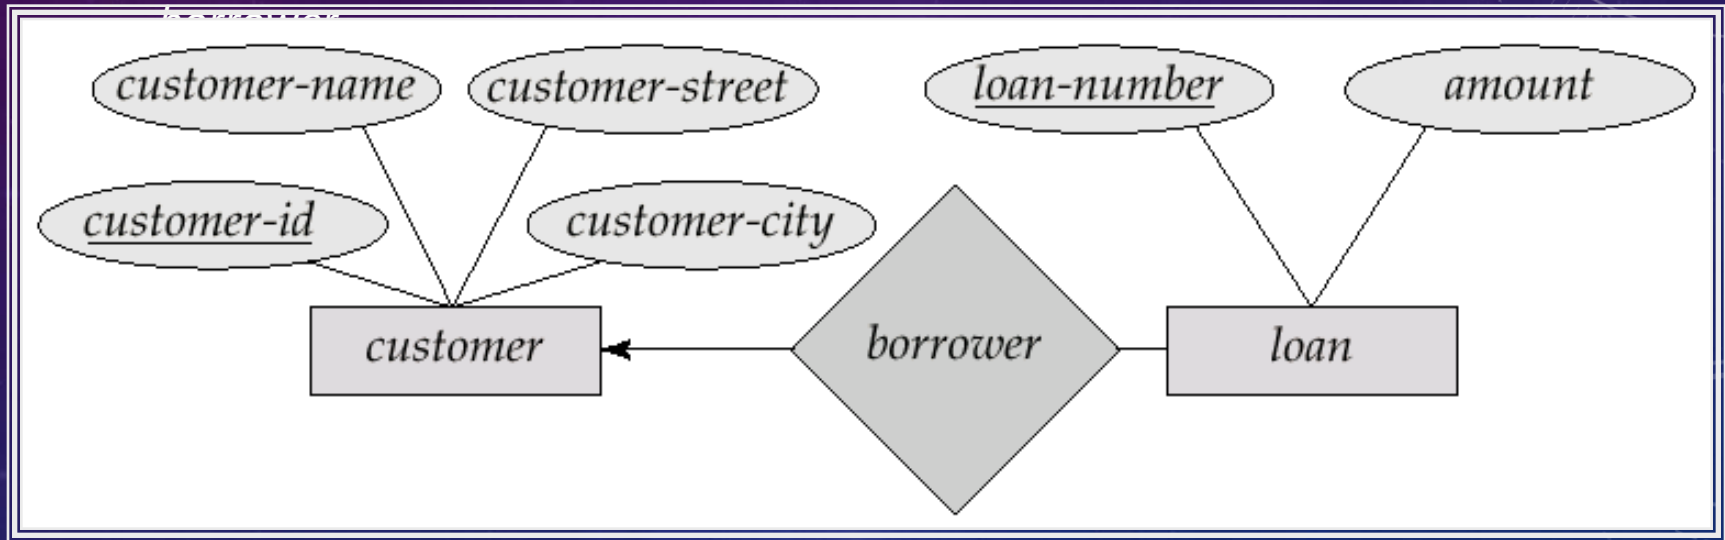 customer-name customer-street loan-number amount
customer-id customer-city
customer borrower loan